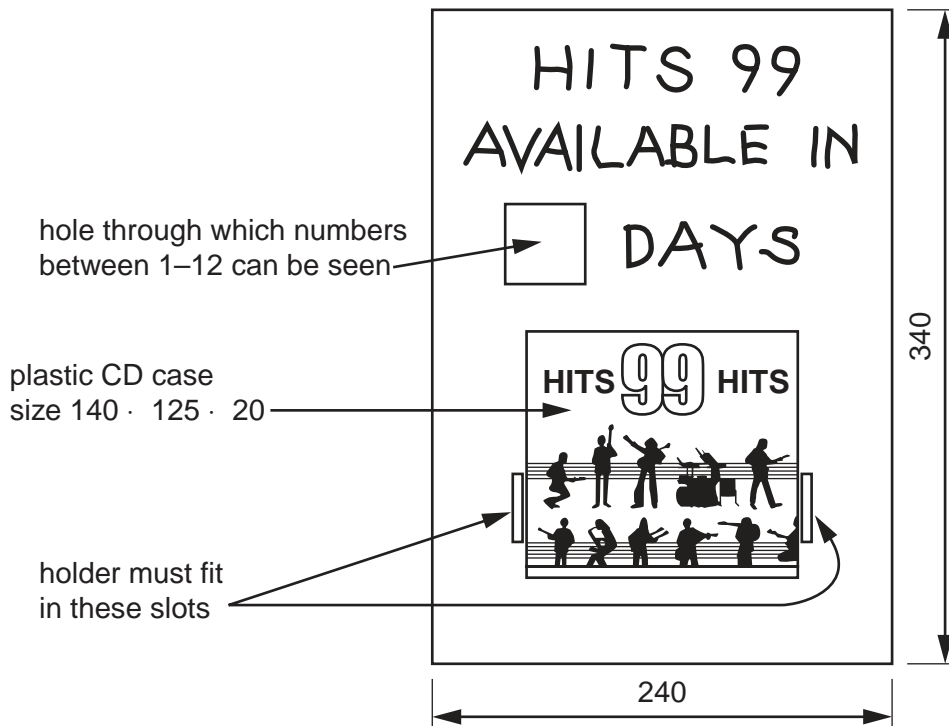 HITS 99
AVAILABLE IN
DAYS
hole through which numbers
between 1–12 can be seen
340
plastic CD case
size 140 · 125 · 20
HITS 99 HITS
holder must fit
in these slots
240